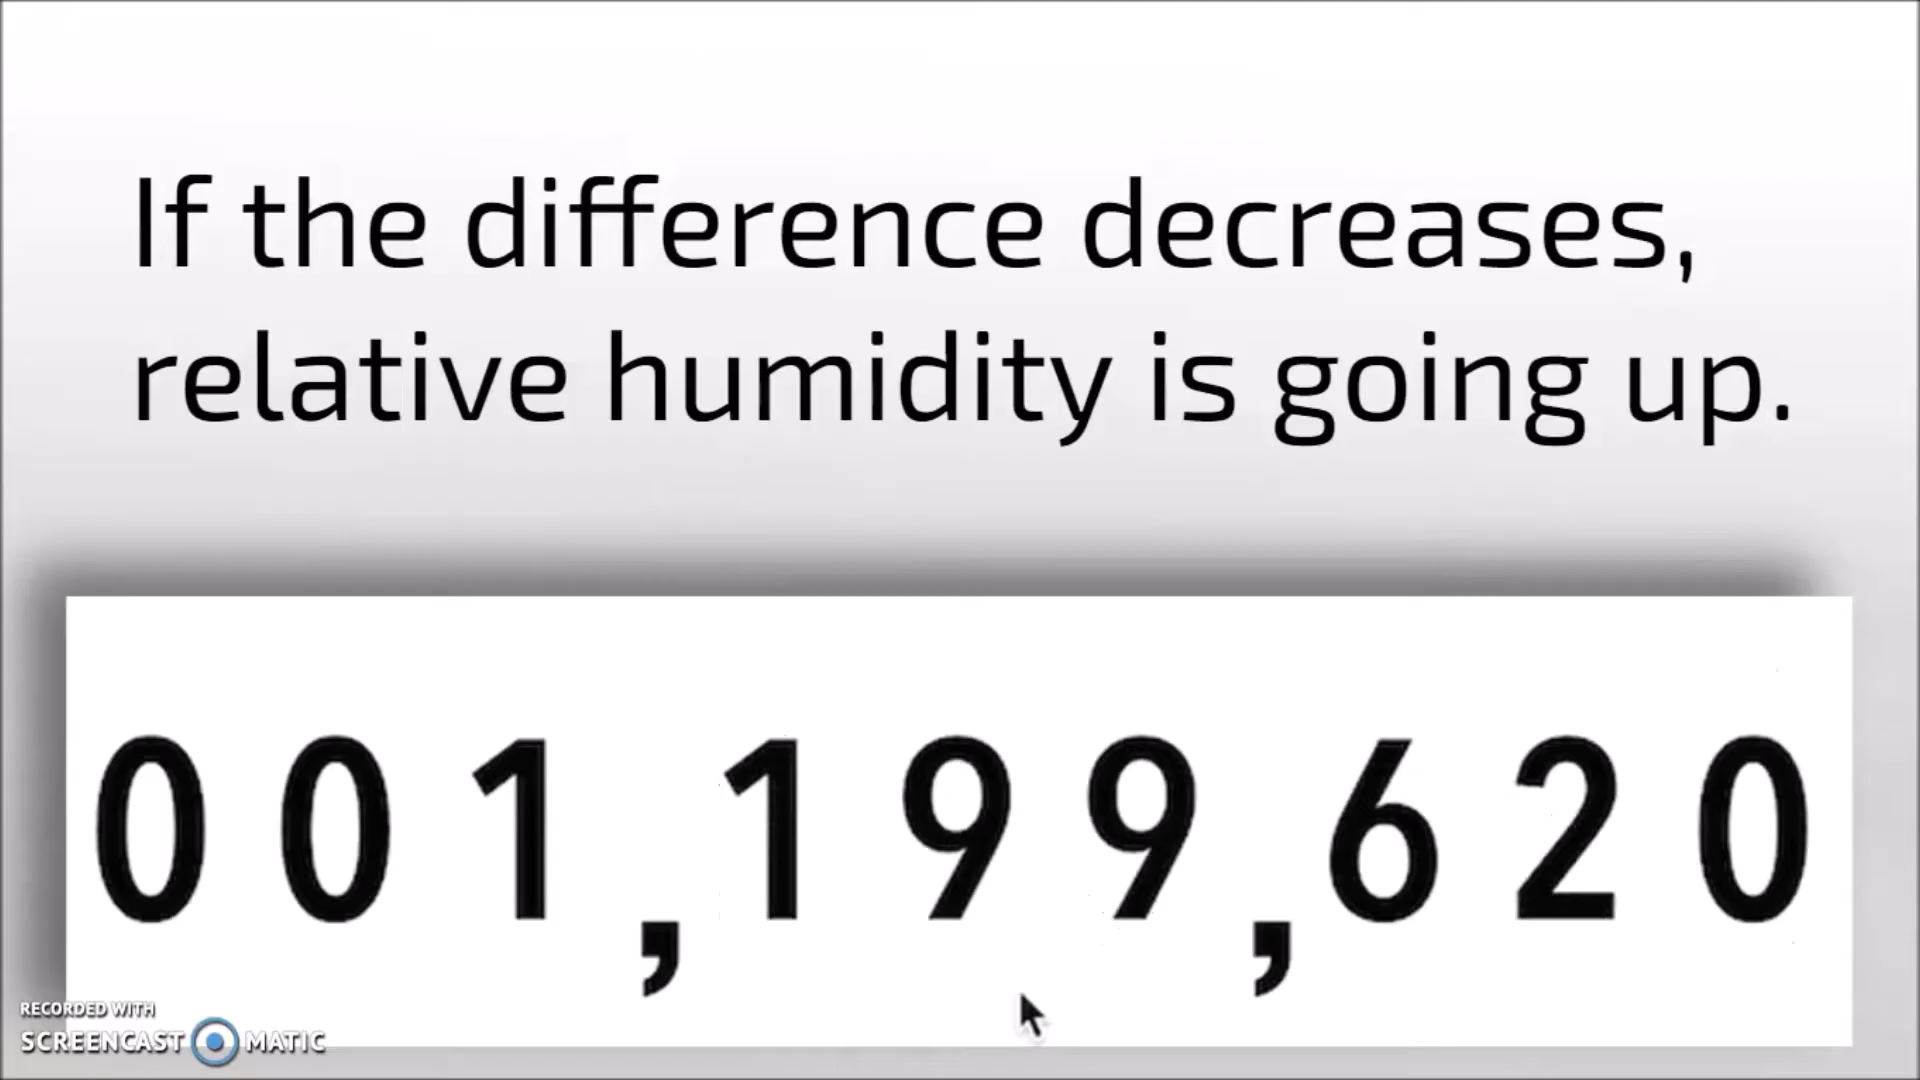 If the difference decreases,
relative humidity is going up.
001,199,620
RECORDED WITH
SCREENCAST MATIC